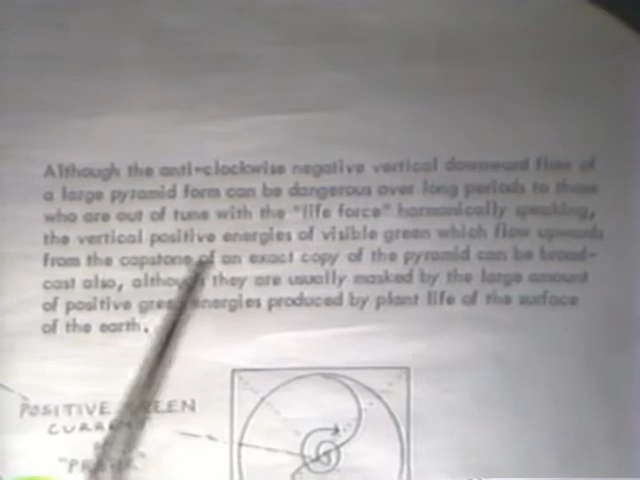 Although the anti-clockwise negative vertical downward flow of
a large pyramid form can be dangerous over long periods to those
who are out of tune with the "life force" harmonically speaking,
the vertical positive energies of visible green which flow upwards
from the capstone of an exact copy of the pyramid can be broad-
cast also, although they are usually masked by the large amount
of positive green energies produced by plant life of the surface
of the earth.
POSITIVE GREEN